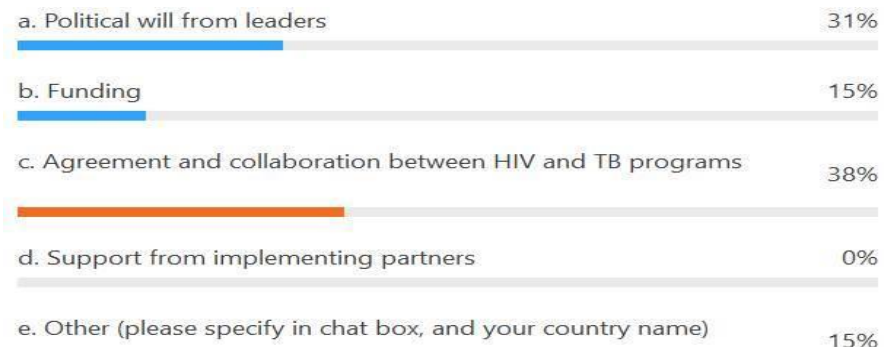 a. Political will from leaders 31%
b. Funding 15%
c. Agreement and collaboration between HIV and TB programs 38%
d. Support from implementing partners 0%
e. Other (please specify in chat box, and your country name) 15%